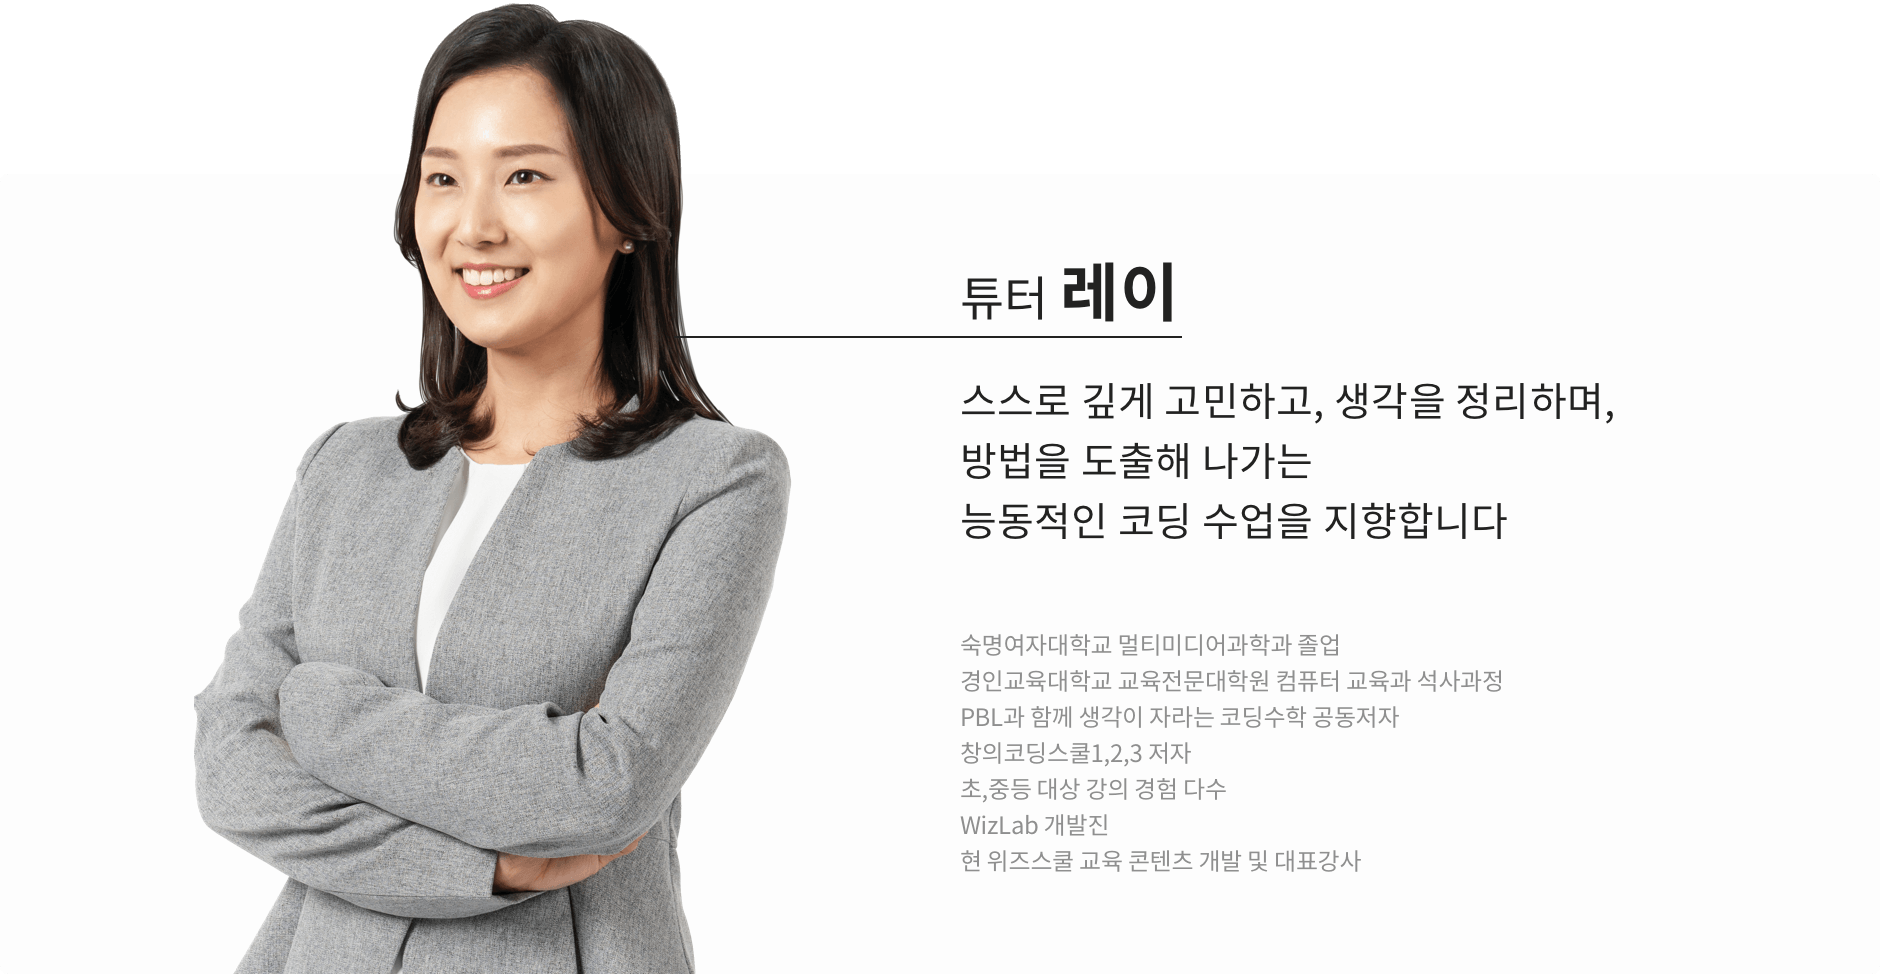 튜터 레이
스스로 깊게 고민하고, 생각을 정리하며,
방법을 도출해 나가는
능동적인 코딩 수업을 지향합니다
숙명여자대학교 멀티미디어과학과 졸업
경인교육대학교 교육전문대학원 컴퓨터 교육과 석사과정
PBL과 함께 생각이 자라는 코딩수학 공동저자
창의코딩스쿨1,2,3 저자
초,중등 대상 강의 경험 다수
WizLab 개발진
현 위즈스쿨 교육 콘텐츠 개발 및 대표강사